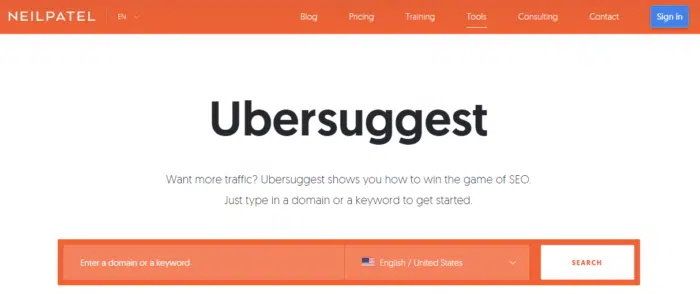 NEILPATEL EN Blog Pricing Training Tools Consulting Contact Sign In
Ubersuggest
Want more traffic? Ubersuggest shows you how to win the game of SEO.
Just type in a domain or a keyword to get started.
Enter a domain or a keyword English / United States SEARCH